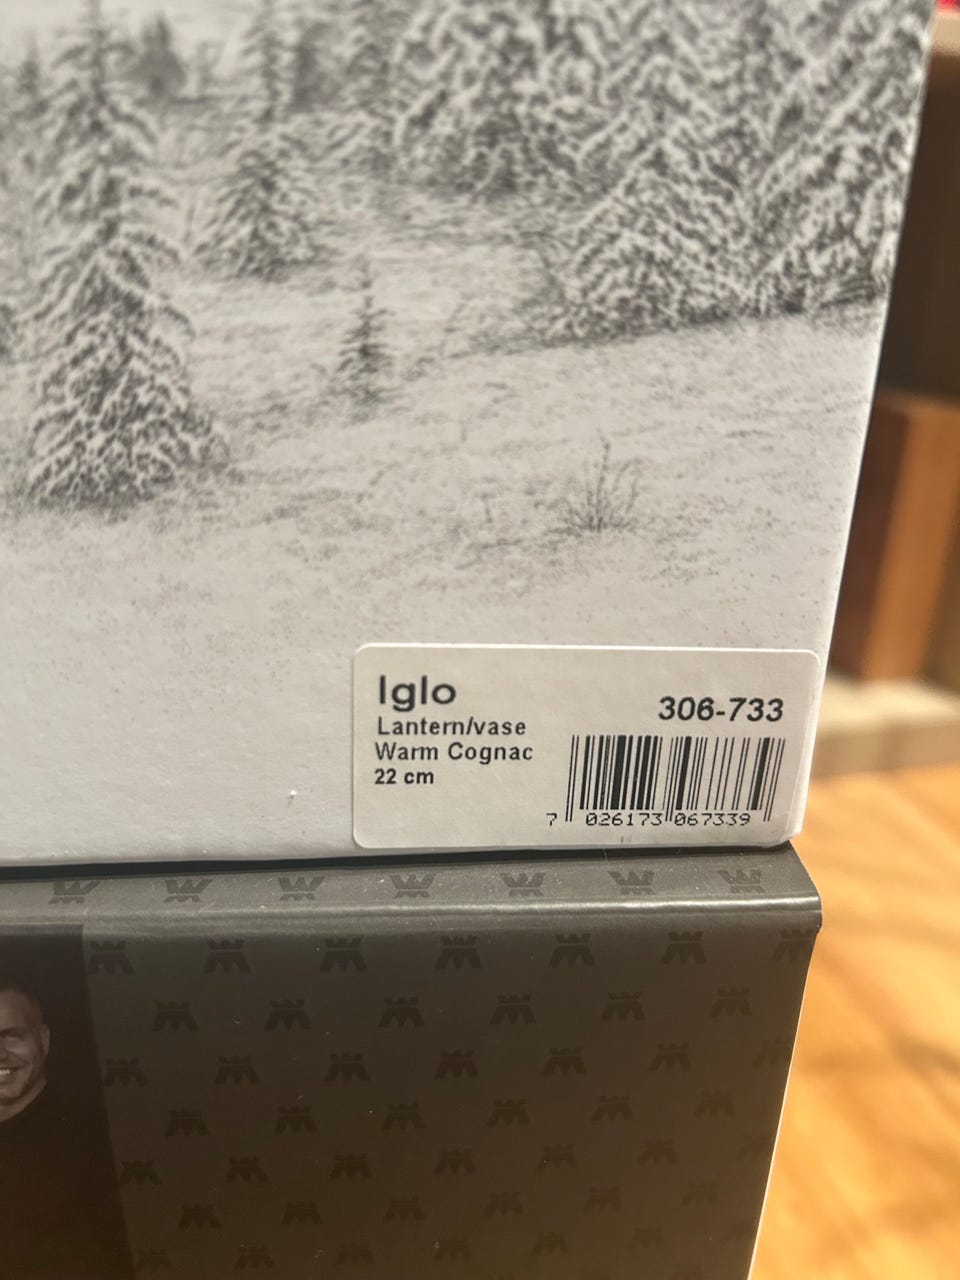 Iglo
306-733
Lantern/vase
Warm Cognac
22 cm
7 026173 067339